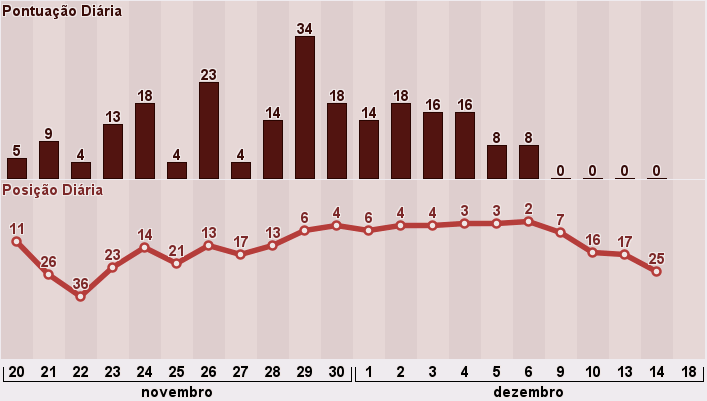 Pontuação Diária
5 9 4 13 18 4 23 4 14 34 18 14 18 16 16 8 8 0 0 0 0
Posição Diária
11 26 36 23 14 21 13 17 13 6 4 6 4 4 3 3 2 7 16 17 25
20 21 22 23 24 25 26 27 28 29 30 1 2 3 4 5 6 9 10 13 14 18
novembro dezembro